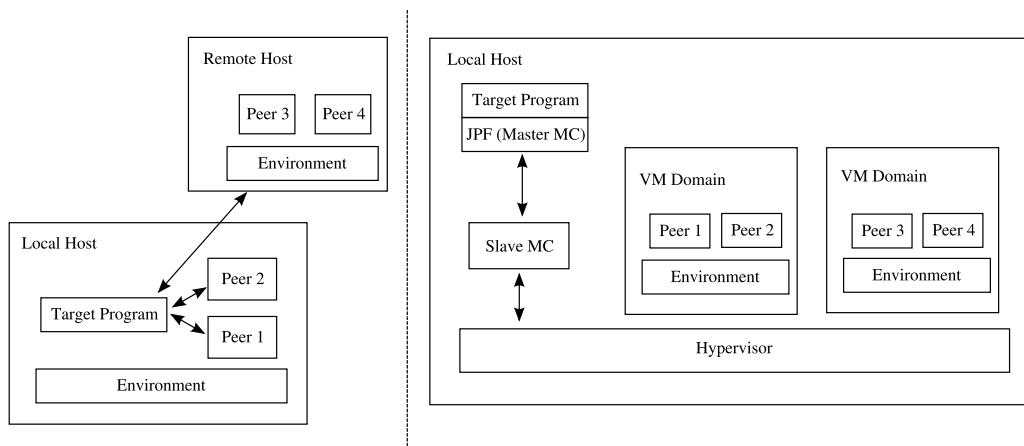 Remote Host
Peer 3
Peer 4
Environment
Local Host
Peer 2
Target Program
Peer 1
Environment
Local Host
Target Program
JPF (Master MC)
Slave MC
VM Domain
Peer 1
Peer 2
Environment
VM Domain
Peer 3
Peer 4
Environment
Hypervisor